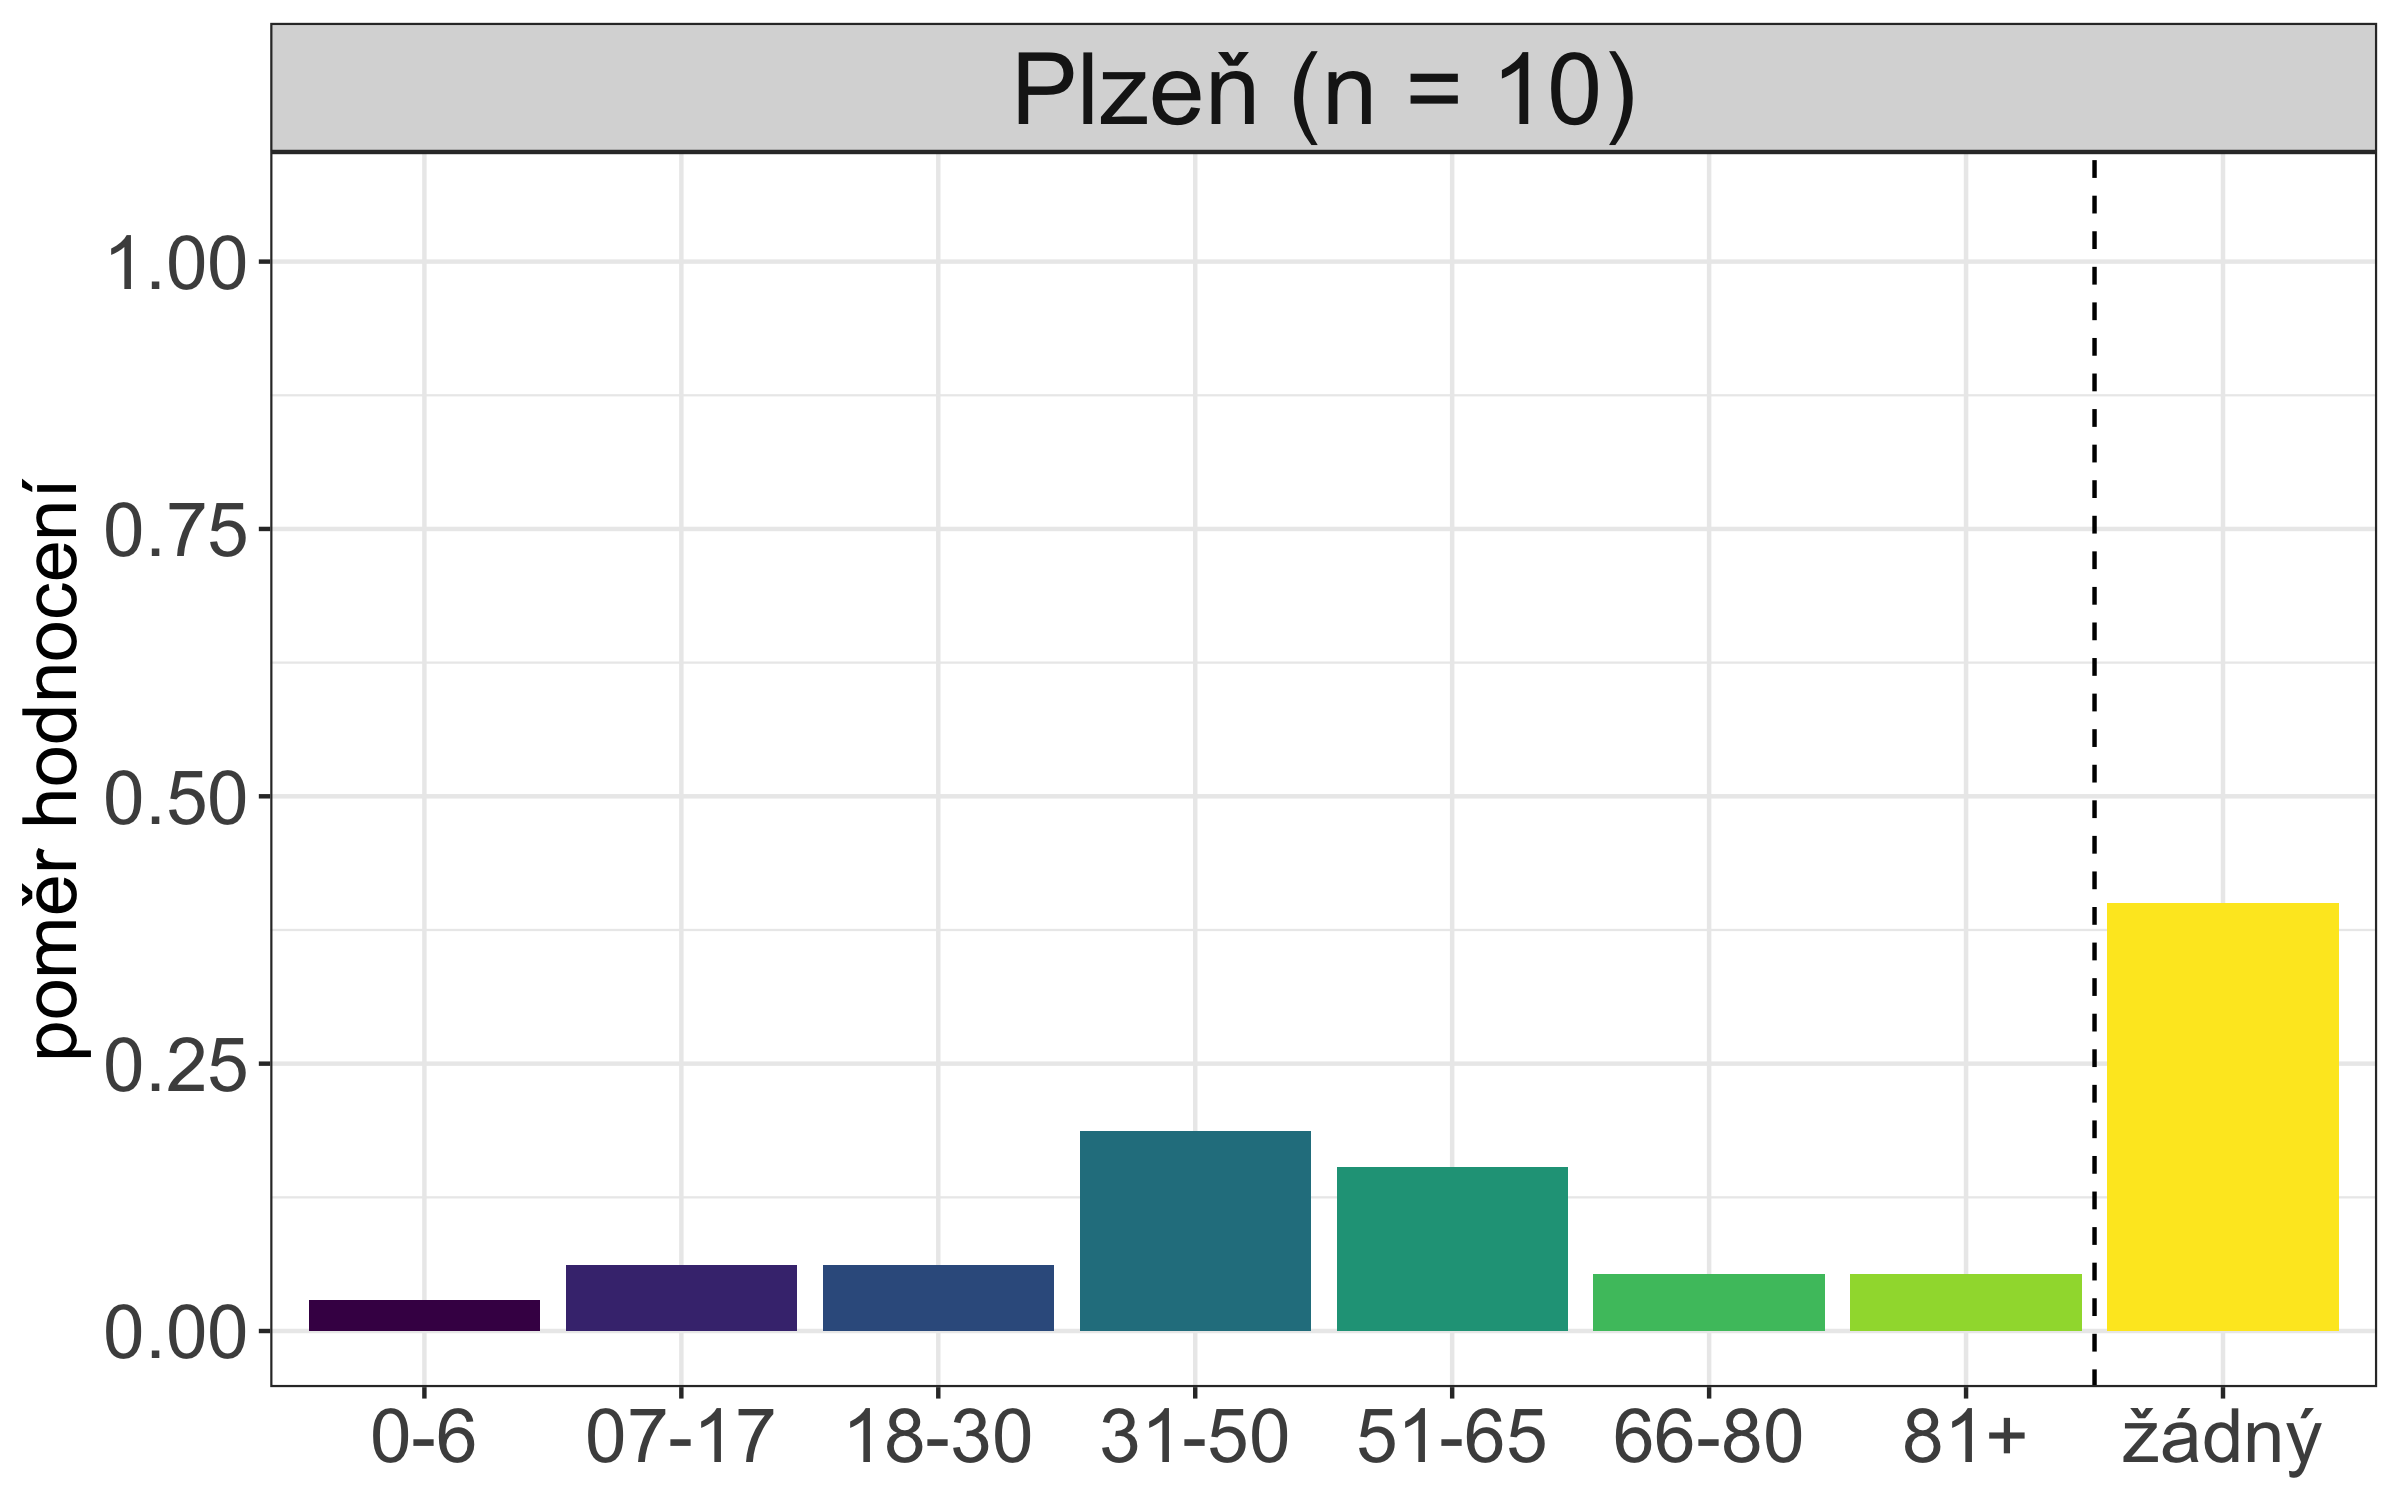 Plzeň (n = 10)
poměr hodnocení
1.00
0.75
0.50
0.25
0.00
0-6 07-17 18-30 31-50 51-65 66-80 81+ žádný